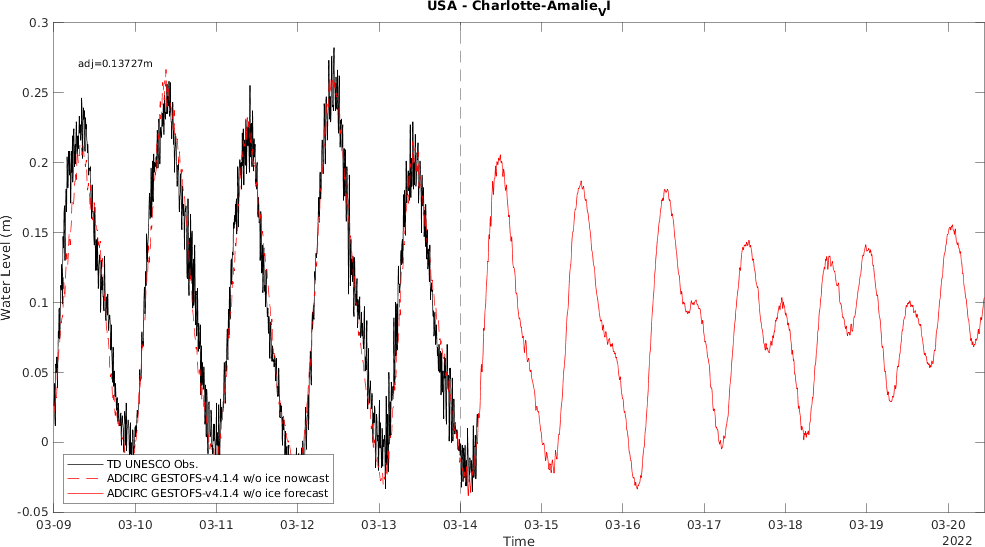 USA - Charlotte-AmalieVI
adj=0.13727m
0.3
0.25
0.2
0.15
0.1
0.05
0
-0.05
Water Level (m)
TD UNESCO Obs.
ADCIRC GESTOFS-v4.1.4 w/o ice nowcast
ADCIRC GESTOFS-v4.1.4 w/o ice forecast
03-09 03-10 03-11 03-12 03-13 03-14 03-15 03-16 03-17 03-18 03-19 03-20
Time
2022